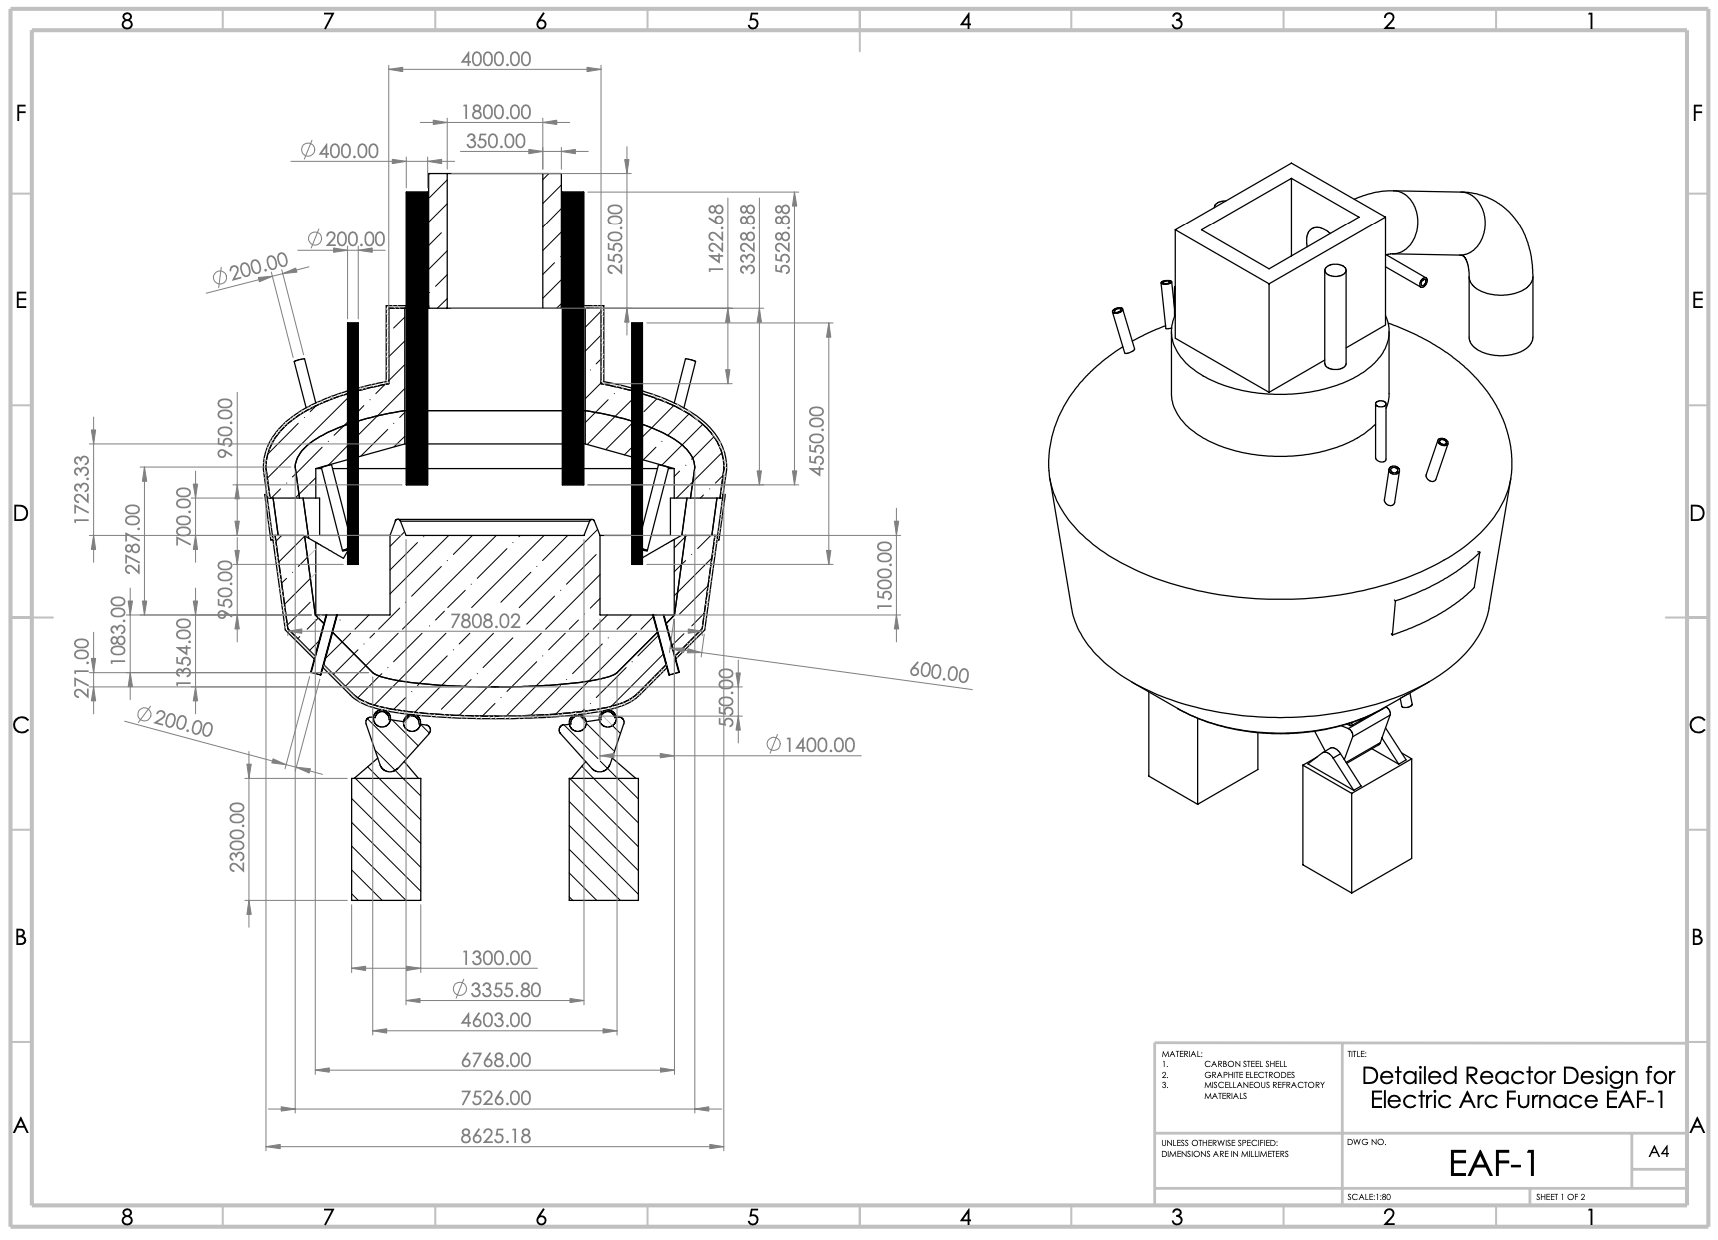 8 7 6 5 4 3 2 1
4000.00
F F
1800.00
350.00
∅400.00
2550.00
1422.68
3328.88
5528.88
∅200.00
∅200.00
E E
950.00
4550.00
1723.33
2787.00
700.00
D D
950.00
1500.00
1083.00
7808.02
1354.00
271.00
600.00
550.00
∅200.00
C C
∅1400.00
2300.00
B B
1300.00
∅3355.80
4603.00
6768.00
7526.00
8625.18
A A
MATERIAL:
1. CARBON STEEL SHELL
2. GRAPHITE ELECTRODES
3. MISCELLANEOUS REFRACTORY
MATERIALS
TITLE:
Detailed Reactor Design for
Electric Arc Furnace EAF-1
UNLESS OTHERWISE SPECIFIED:
DIMENSIONS ARE IN MILLIMETERS
DWG NO.
EAF-1
A4
SCALE:1:80
SHEET 1 OF 2
8 7 6 5 4 3 2 1